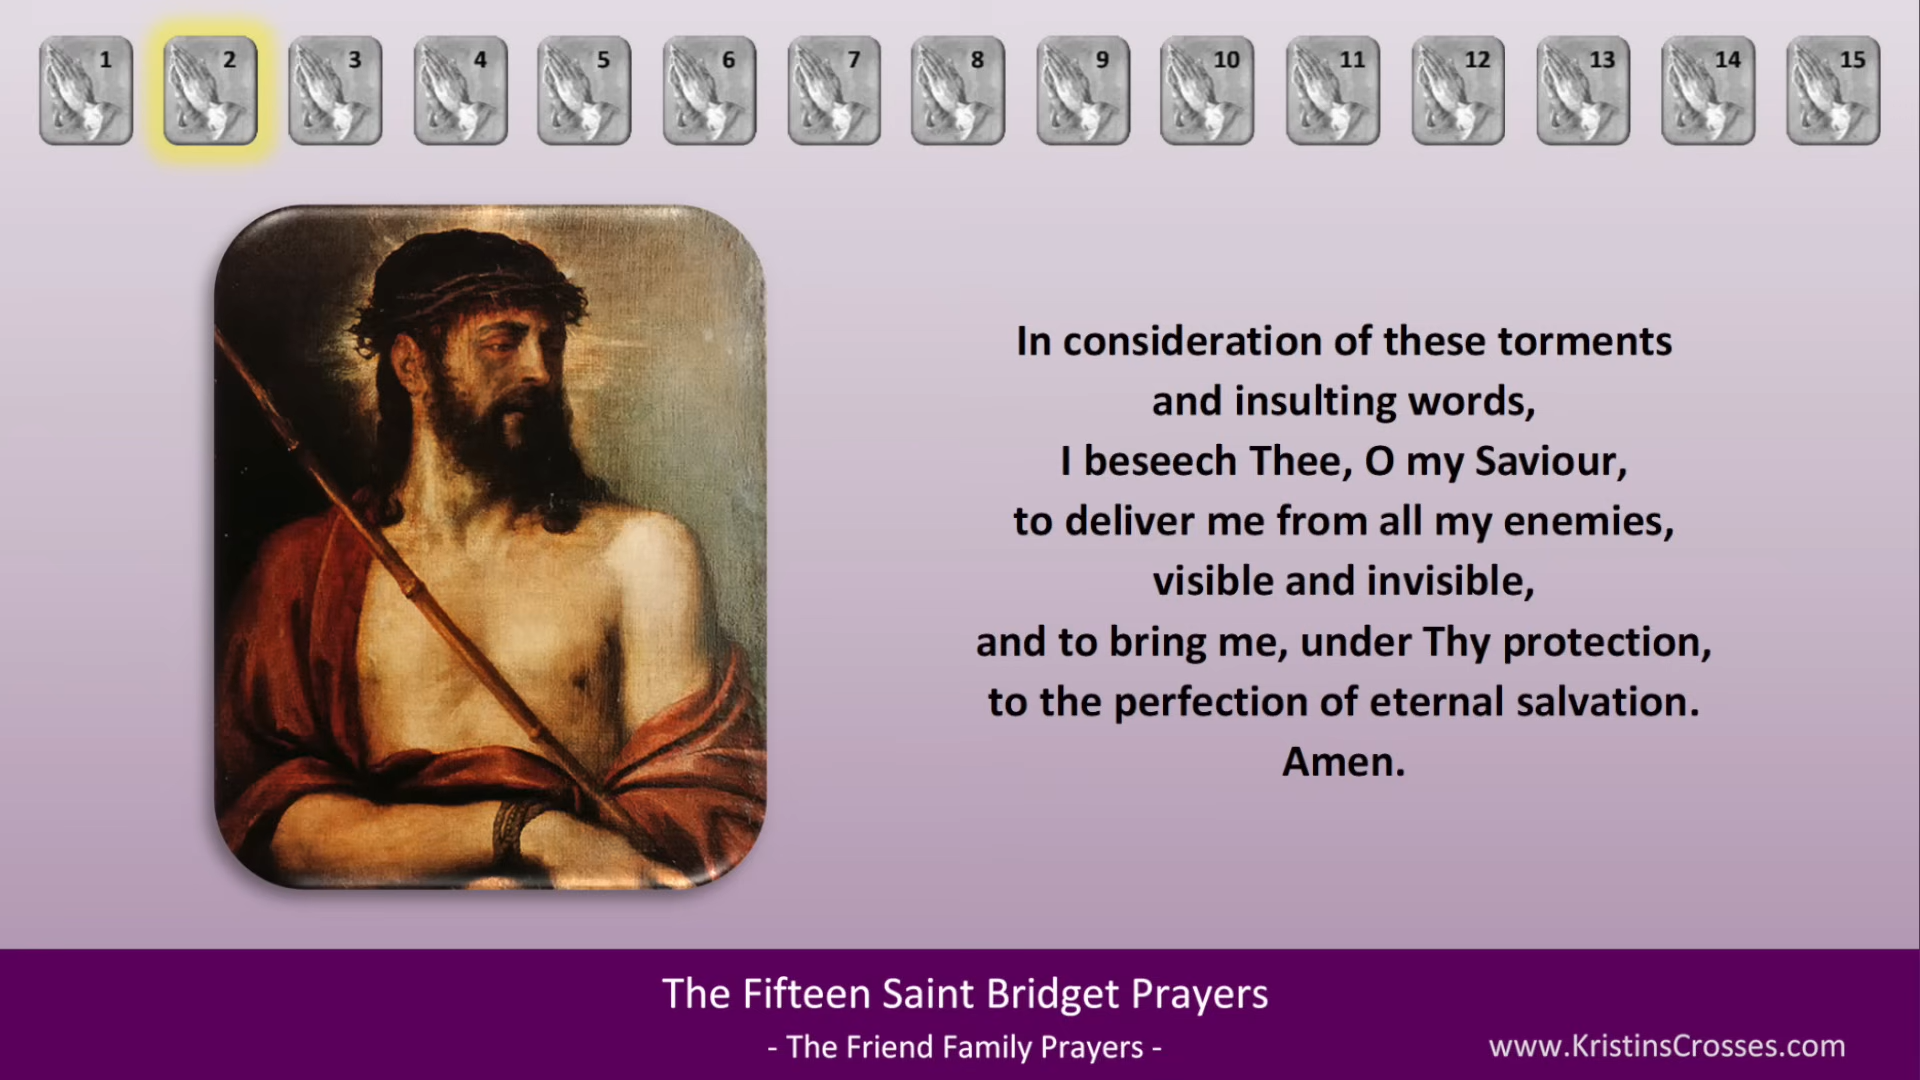 1 2 3 4 5 6 7 8 9 10 11 12 13 14 15
In consideration of these torments
and insulting words,
I beseech Thee, O my Saviour,
to deliver me from all my enemies,
visible and invisible,
and to bring me, under Thy protection,
to the perfection of eternal salvation.
Amen.
The Fifteen Saint Bridget Prayers
- The Friend Family Prayers -
www.KristinsCrosses.com